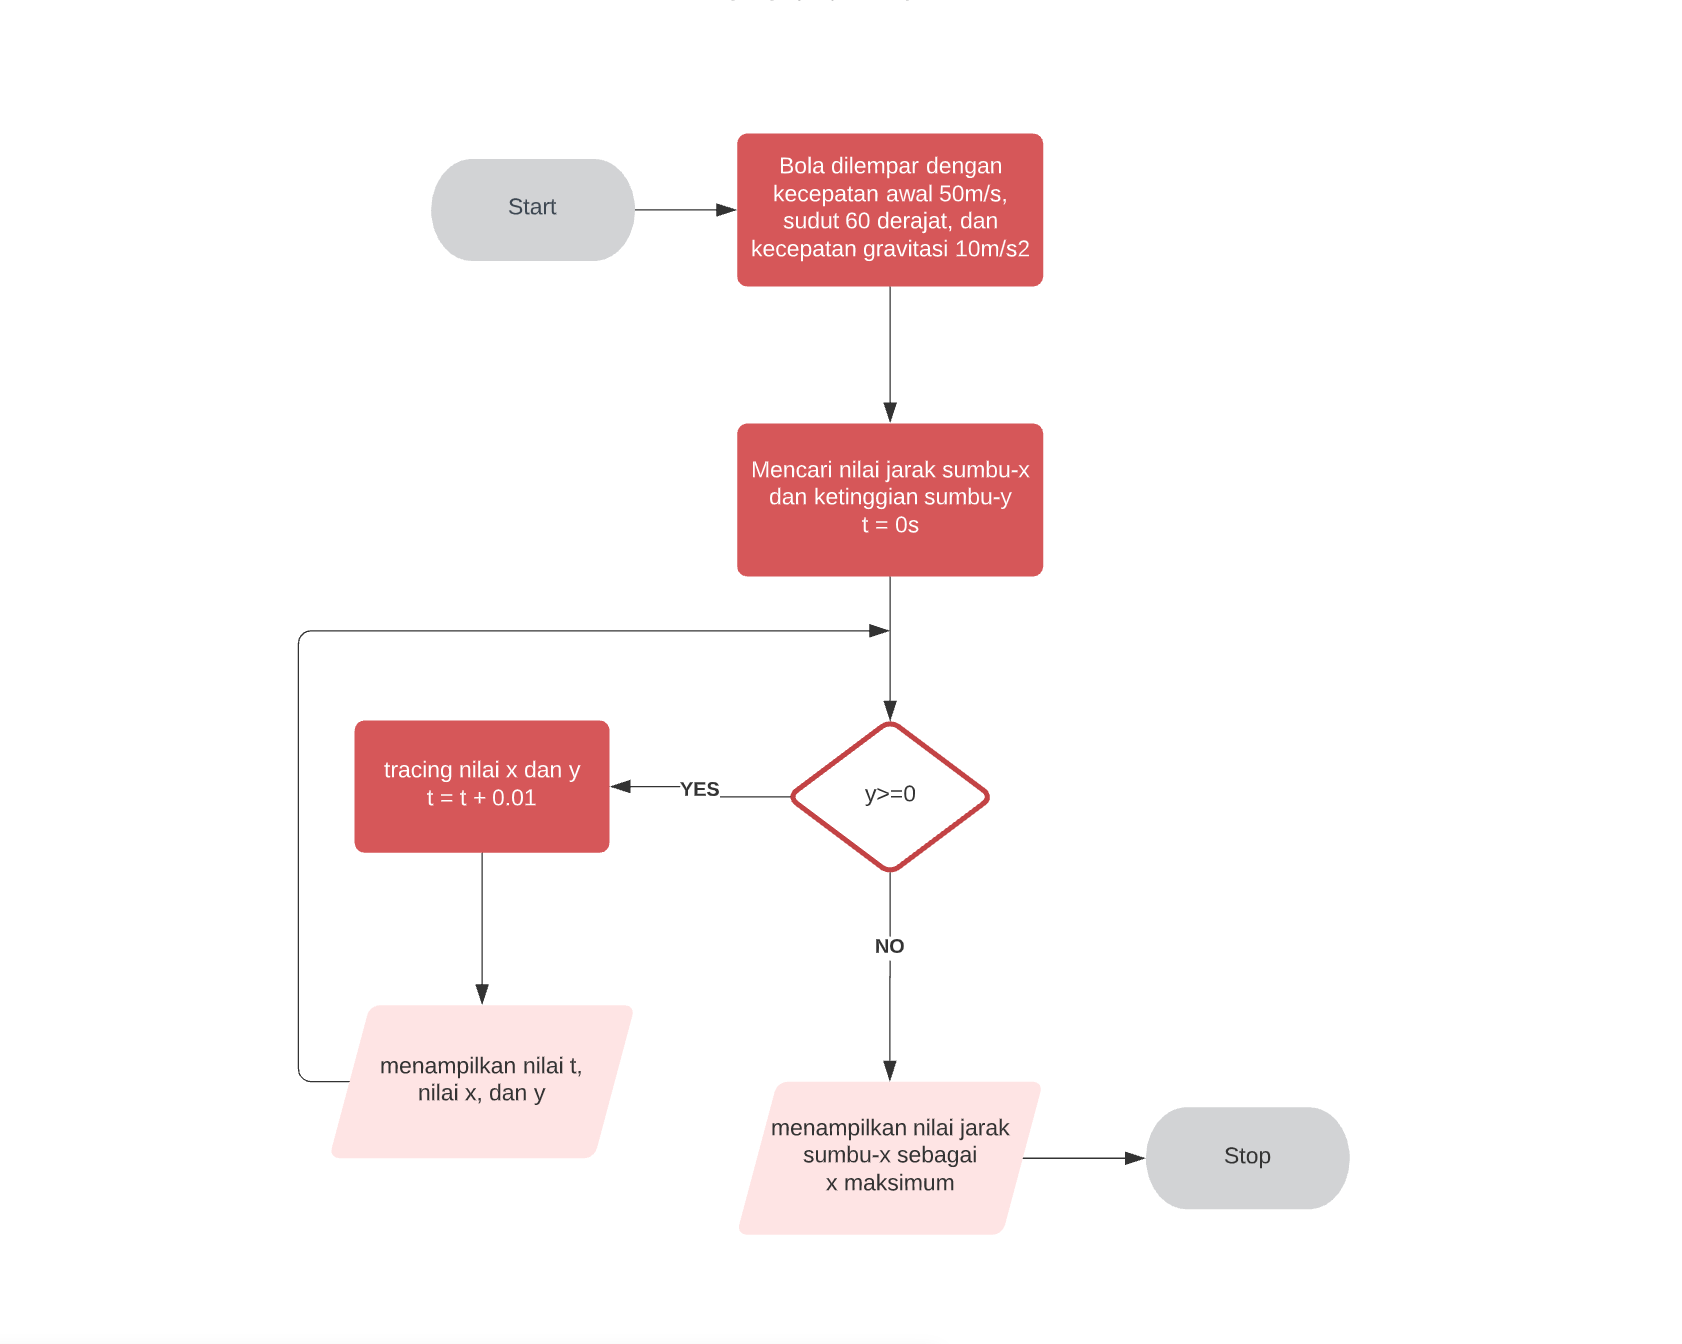 Start
Bola dilempar dengan
kecepatan awal 50m/s,
sudut 60 derajat, dan
kecepatan gravitasi 10m/s2
Mencari nilai jarak sumbu-x
dan ketinggian sumbu-y
t = 0s
y>=0
YES
tracing nilai x dan y
t = t + 0.01
menampilkan nilai t,
nilai x, dan y
NO
menampilkan nilai jarak
sumbu-x sebagai
x maksimum
Stop